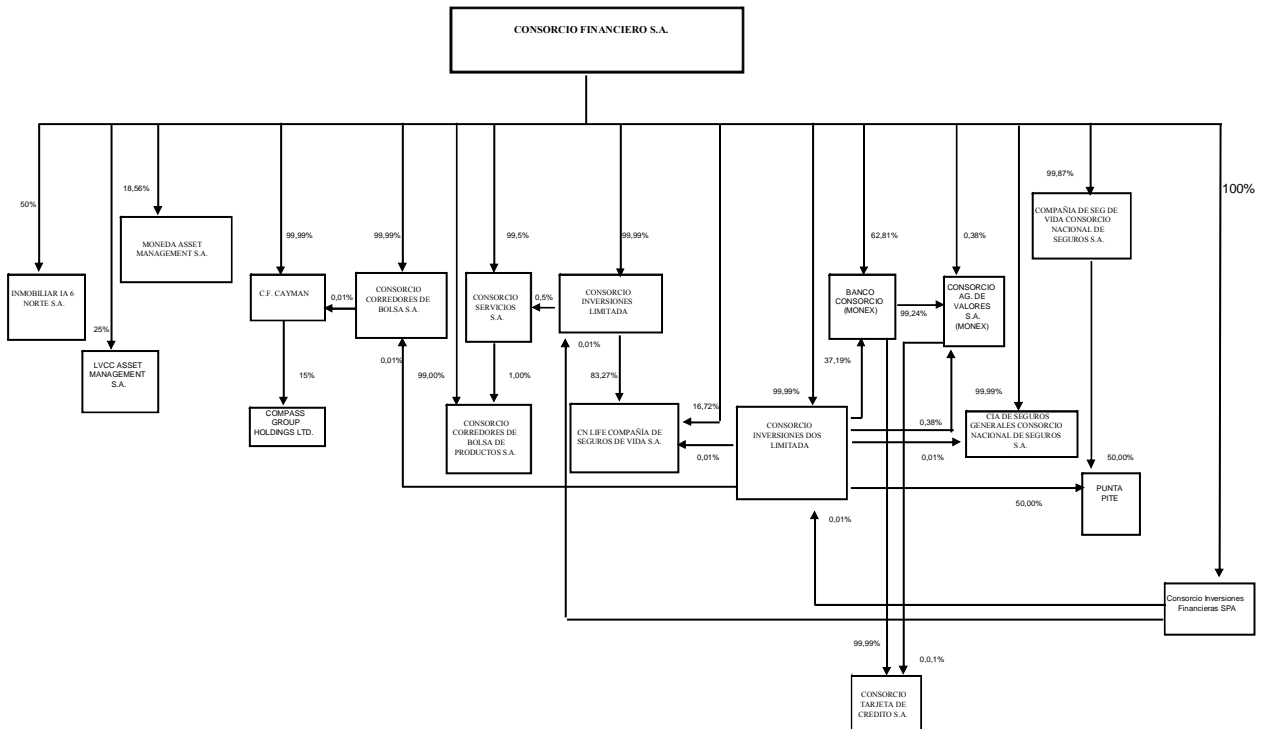 CONSORCIO FINANCIERO S.A.
50%
18,56%
99,99%
99,99%
99,5%
99,99%
62,81%
0,38%
99,87%
100%
MONEDA ASSET
MANAGEMENT S.A.
COMPAÑIA DE SEG DE
VIDA CONSORCIO
NACIONAL DE
SEGUROS S.A.
INMOBILIAR IA 6
NORTE S.A.
25%
LVCC ASSET
MANAGEMENT
S.A.
C.F. CAYMAN
0,01%
CONSORCIO
CORREDORES DE
BOLSA S.A.
CONSORCIO
SERVICIOS
S.A.
0,5%
CONSORCIO
INVERSIONES
LIMITADA
BANCO
CONSORCIO
(MONEX)
99,24%
CONSORCIO
AG. DE
VALORES
S.A.
(MONEX)
15%
0,01%
99,00%
1,00%
0,01%
83,27%
37,19%
COMPASS
GROUP
HOLDINGS LTD.
CONSORCIO
CORREDORES DE
BOLSA DE
PRODUCTOS S.A.
CN LIFE COMPAÑÍA DE
SEGUROS DE VIDA S.A.
16,72%
0,01%
99,99%
CONSORCIO
INVERSIONES DOS
LIMITADA
0,38%
0,01%
99,99%
CIA DE SEGUROS
GENERALES CONSORCIO
NACIONAL DE SEGUROS
S.A.
50,00%
50,00%
PUNTA
PITE
0,01%
Consorcio Inversiones
Financieras SPA
99,99%
0,0,1%
CONSORCIO
TARJETA DE
CREDITO S.A.